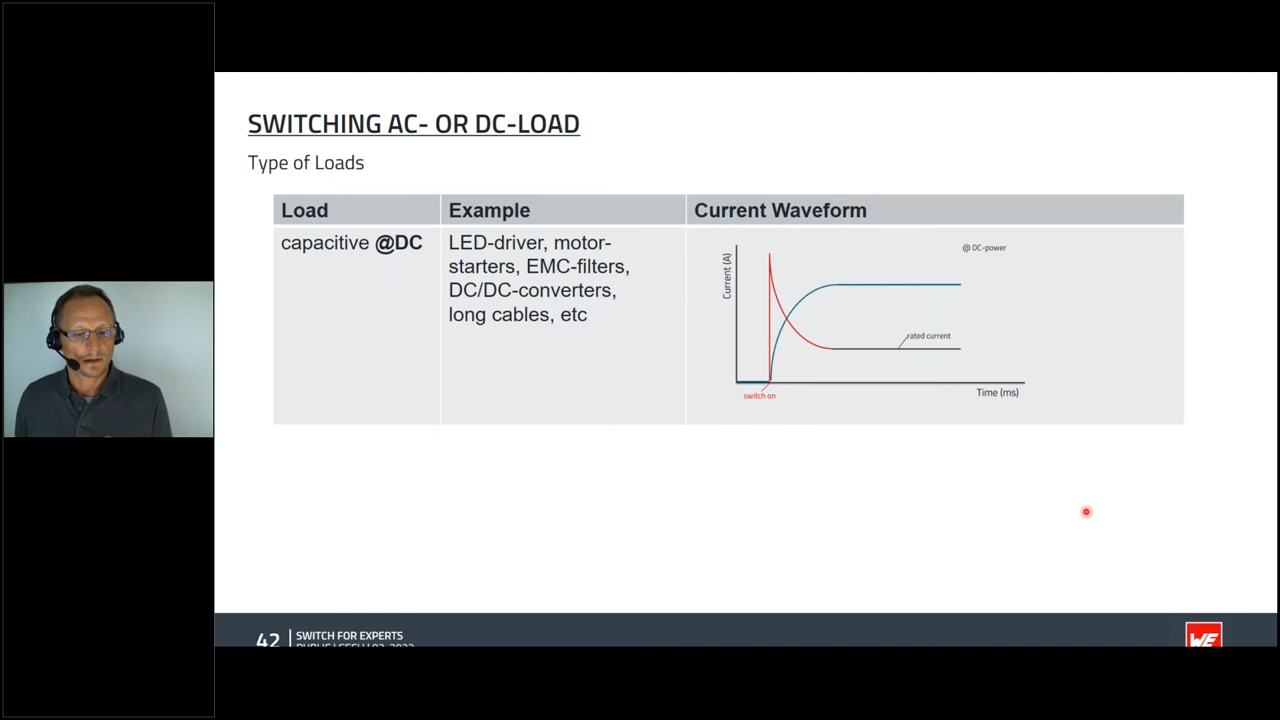 SWITCHING AC- OR DC-LOAD
Type of Loads
Load
Example
Current Waveform
capacitive @DC
LED-driver, motor-
starters, EMC-filters,
DC/DC-converters,
long cables, etc
Current (A)
@ DC-power
rated current
switch on
Time (ms)
42
SWITCH FOR EXPERTS
WE